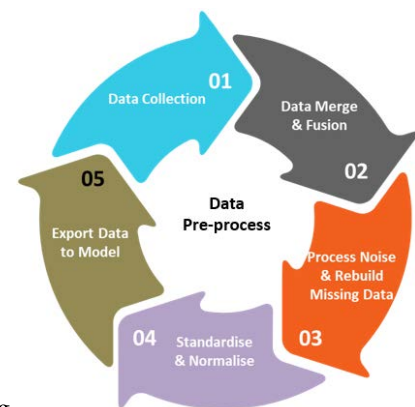 Data Collection
01
Data Merge
& Fusion
02
Process Noise
& Rebuild
Missing Data
03
Standardise
& Normalise
04
Export Data
to Model
05
Data
Pre-process